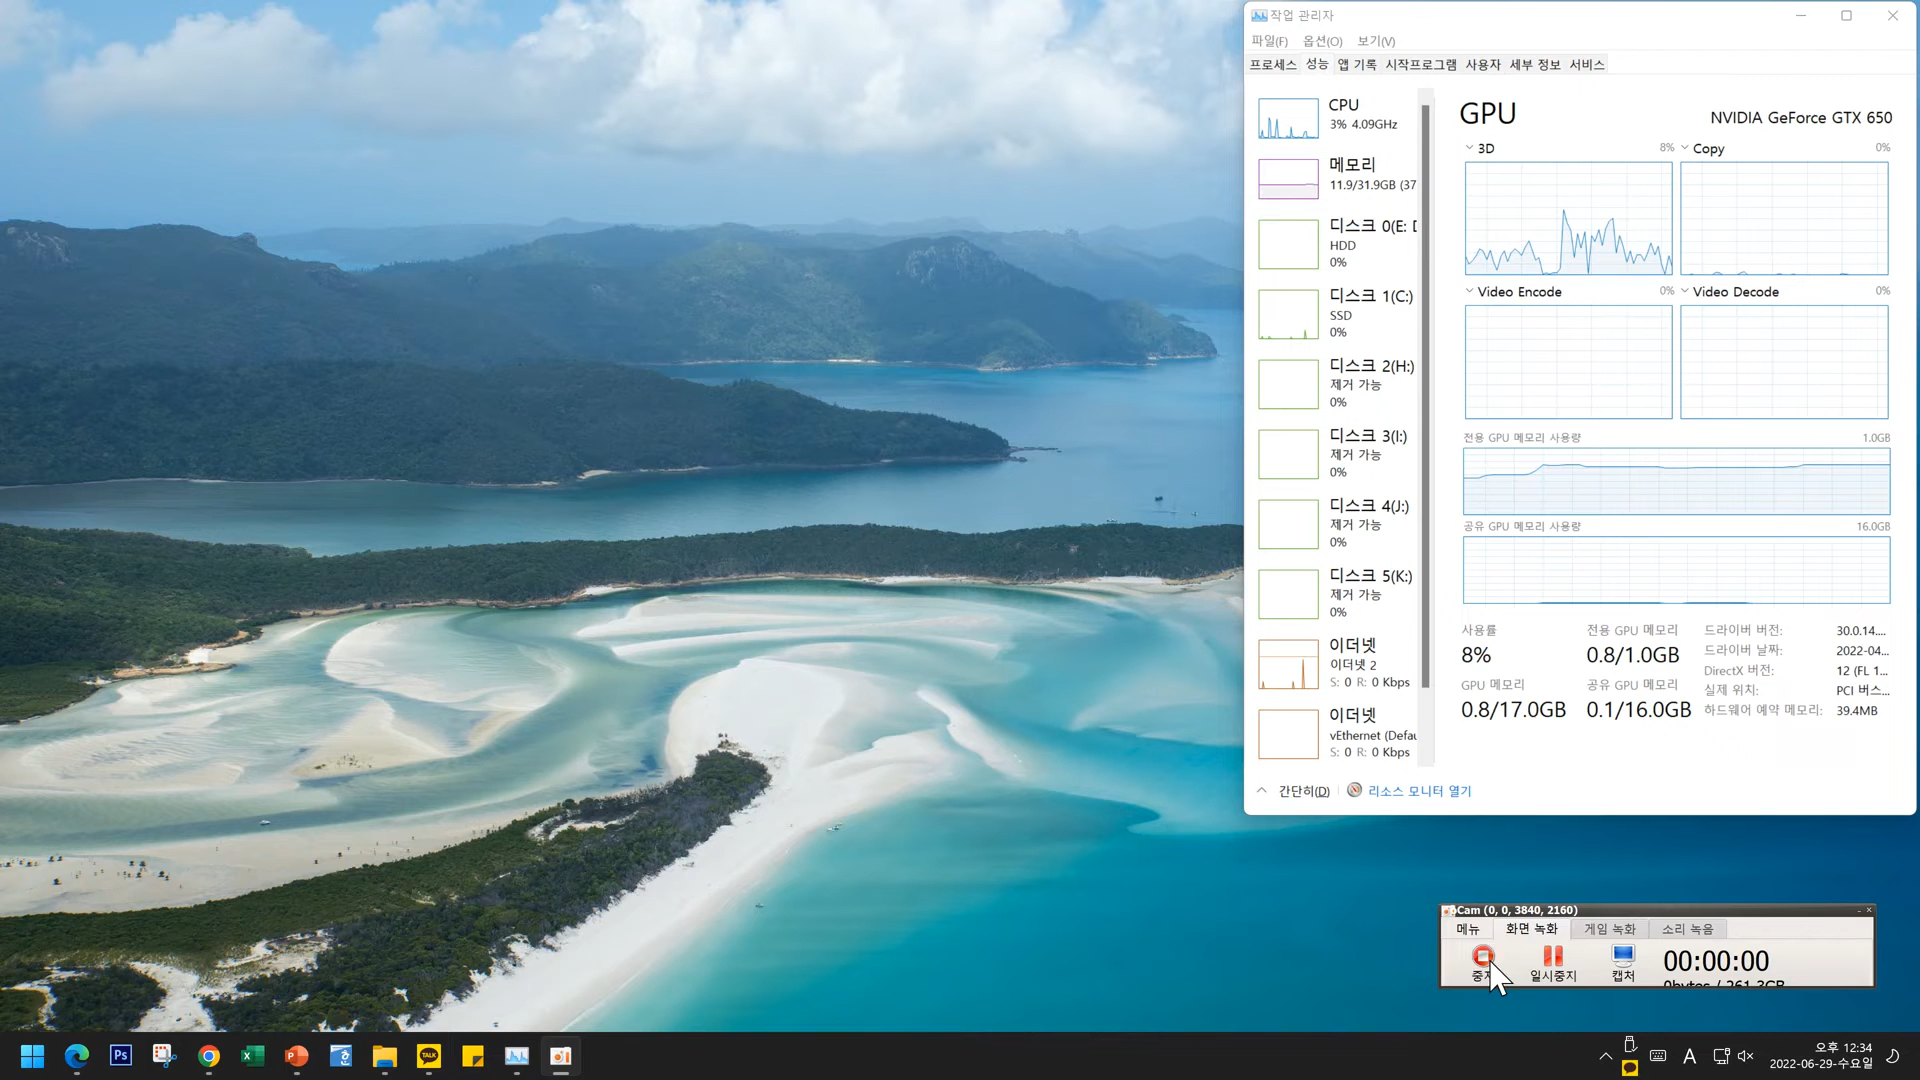 작업 관리자
파일(F) 옵션(O) 보기(V)
프로세스 성능 앱 기록 시작프로그램 사용자 세부 정보 서비스
CPU
3% 4.09GHz
메모리
11.9/31.9GB (37
디스크 0(E:
HDD
0%
디스크 1(C:)
SSD
0%
디스크 2(H:)
제거 가능
0%
디스크 3(I:)
제거 가능
0%
디스크 4(J:)
제거 가능
0%
디스크 5(K:)
제거 가능
0%
이더넷
이더넷 2
S: 0 R: 0 Kbps
이더넷
vEthernet (Defau
S: 0 R: 0 Kbps
GPU
NVIDIA GeForce GTX 650
3D 8%
Copy 0%
Video Encode 0%
Video Decode 0%
전용 GPU 메모리 사용량 1.0GB
공유 GPU 메모리 사용량 16.0GB
사용률
8%
전용 GPU 메모리
0.8/1.0GB
GPU 메모리
0.8/17.0GB
공유 GPU 메모리
0.1/16.0GB
드라이버 버전: 30.0.14....
드라이버 날짜: 2022-04...
DirectX 버전: 12 (FL 1...
실제 위치: PCI 버스...
하드웨어 예약 메모리: 39.4MB
간단히(D)
리소스 모니터 열기
Cam (0, 0, 3840, 2160)
메뉴 화면 녹화 게임 녹화 소리 녹음
일시중지 캡처
00:00:00
0bytes / 261.3GB
Ps
TALK
A
오후 12:34
2022-06-29-수요일